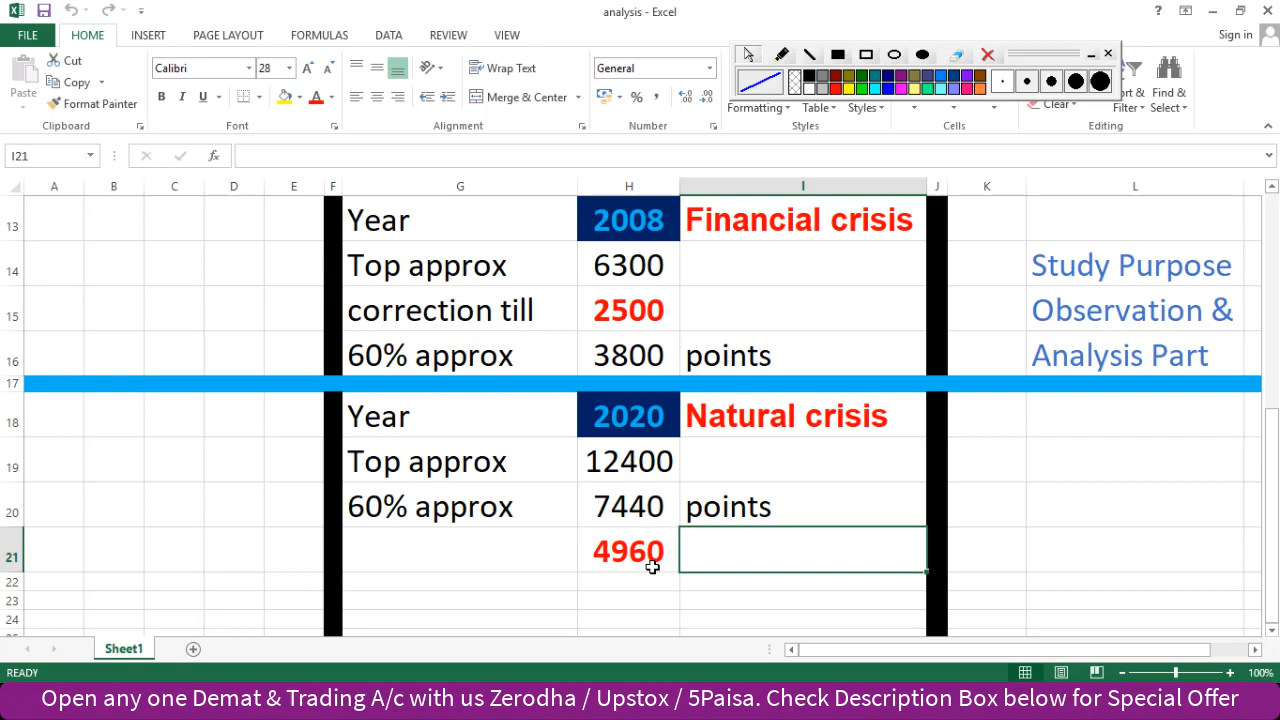 analysis - Excel
? Sign in
FILE HOME INSERT PAGE LAYOUT FORMULAS DATA REVIEW VIEW
Cut
Copy
Format Painter
Paste
Calibri 28
B I U A A A
Wrap Text
Merge & Center
General
% ,
Formatting Table Styles
Clear
Sort & Find &
Filter Select
Clipboard Font Alignment Number Styles Cells Editing
I21 fx
A B C D E F G H I J K L
13 Year 2008 Financial crisis
14 Top approx 6300 Study Purpose
15 correction till 2500 Observation &
16 60% approx 3800 points Analysis Part
17
18 Year 2020 Natural crisis
19 Top approx 12400
20 60% approx 7440 points
21 4960
22
23
24
Sheet1
READY 100%
Open any one Demat & Trading A/c with us Zerodha / Upstox / 5Paisa. Check Description Box below for Special Offer